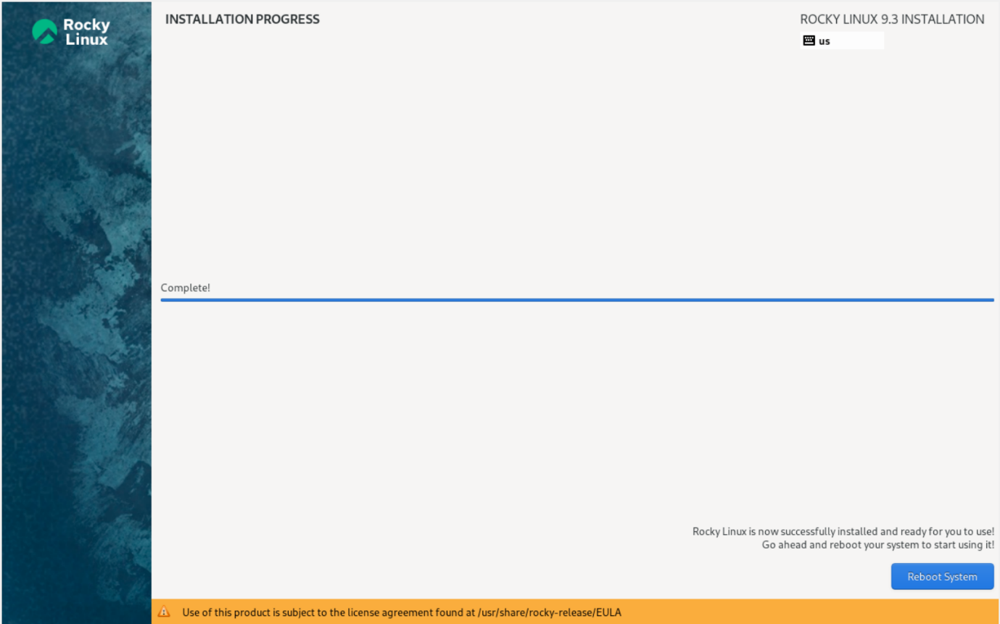 Rocky
Linux
INSTALLATION PROGRESS
ROCKY LINUX 9.3 INSTALLATION
us
Complete!
Rocky Linux is now successfully installed and ready for you to use!
Go ahead and reboot your system to start using it!
Reboot System
Use of this product is subject to the license agreement found at /usr/share/rocky-release/EULA